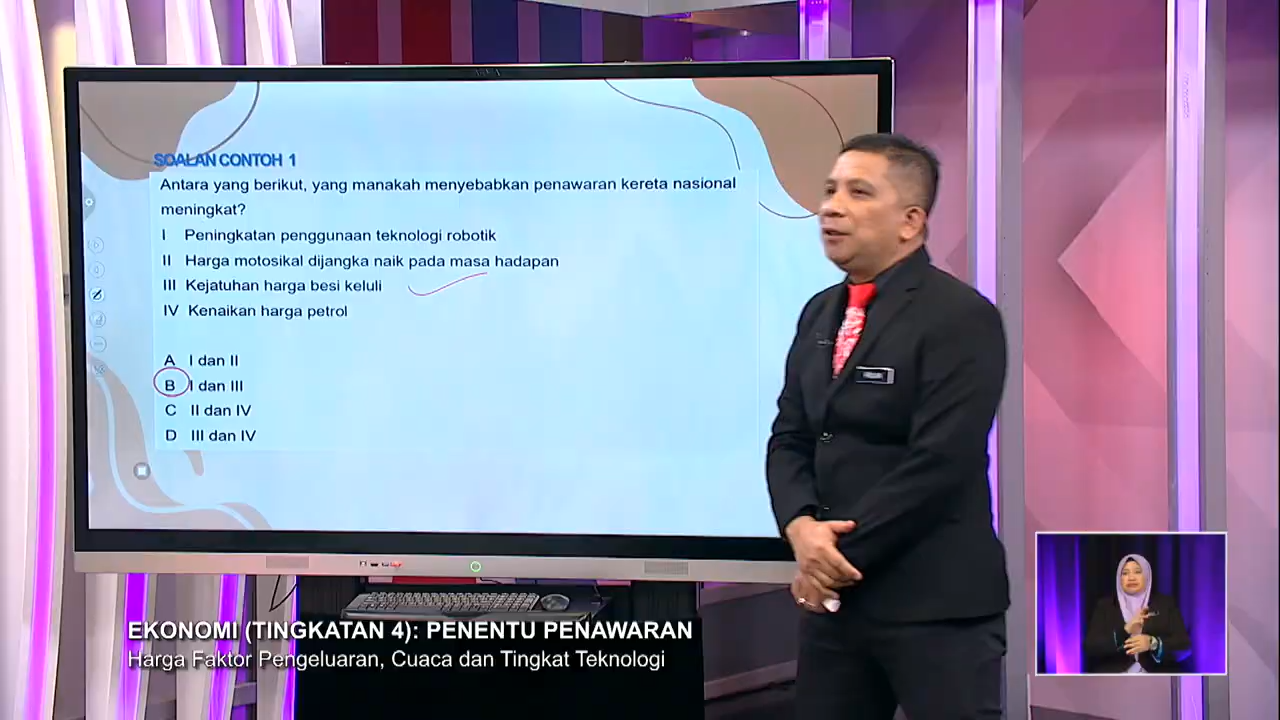 SOALAN CONTOH 1
Antara yang berikut, yang manakah menyebabkan penawaran kereta nasional
meningkat?
I Peningkatan penggunaan teknologi robotik
II Harga motosikal dijangka naik pada masa hadapan
III Kejatuhan harga besi keluli
IV Kenaikan harga petrol
A I dan II
B I dan III
C II dan IV
D III dan IV
EKONOMI (TINGKATAN 4): PENENTU PENAWARAN
Harga Faktor Pengeluaran, Cuaca dan Tingkat Teknologi